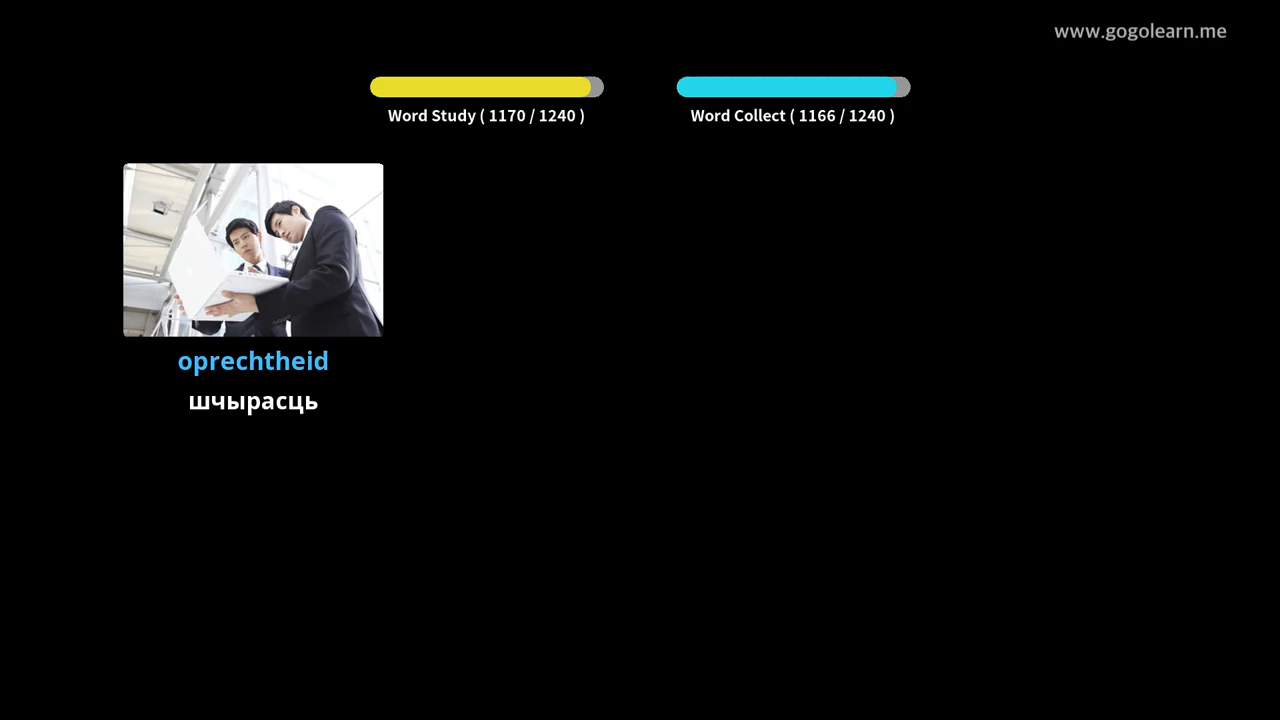 www.gogolearn.me
Word Study ( 1170 / 1240 )
Word Collect ( 1166 / 1240 )
oprechtheid
шчырасць